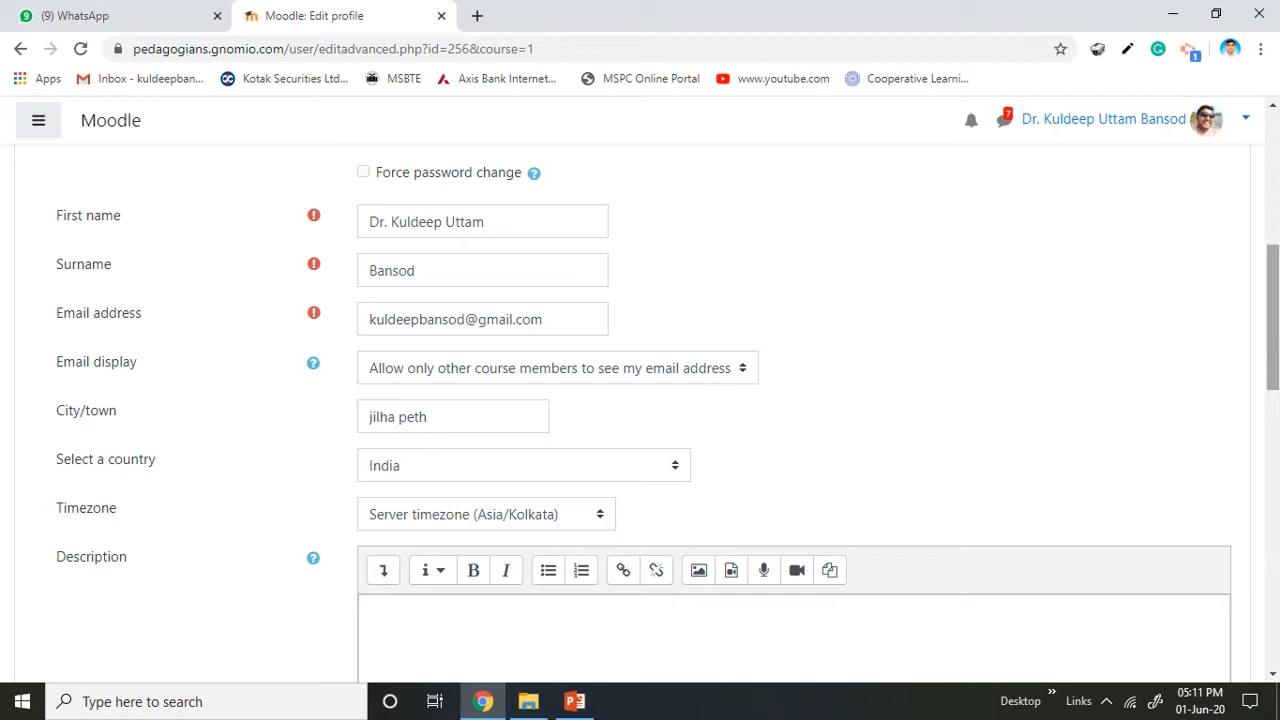 9 (9) WhatsApp
Moodle: Edit profile
pedagogians.gnomio.com/user/editadvanced.php?id=256&course=1
1
Apps
Inbox - kuldeepban...
Kotak Securities Ltd...
MSBTE
Axis Bank Internet...
MSPC Online Portal
www.youtube.com
Cooperative Learni...
Moodle
7
Dr. Kuldeep Uttam Bansod
Force password change
First name
Dr. Kuldeep Uttam
Surname
Bansod
Email address
kuldeepbansod@gmail.com
Email display
Allow only other course members to see my email address
City/town
jilha peth
Select a country
India
Timezone
Server timezone (Asia/Kolkata)
Description
B I
Type here to search
Desktop
Links
05:11 PM
01-Jun-20